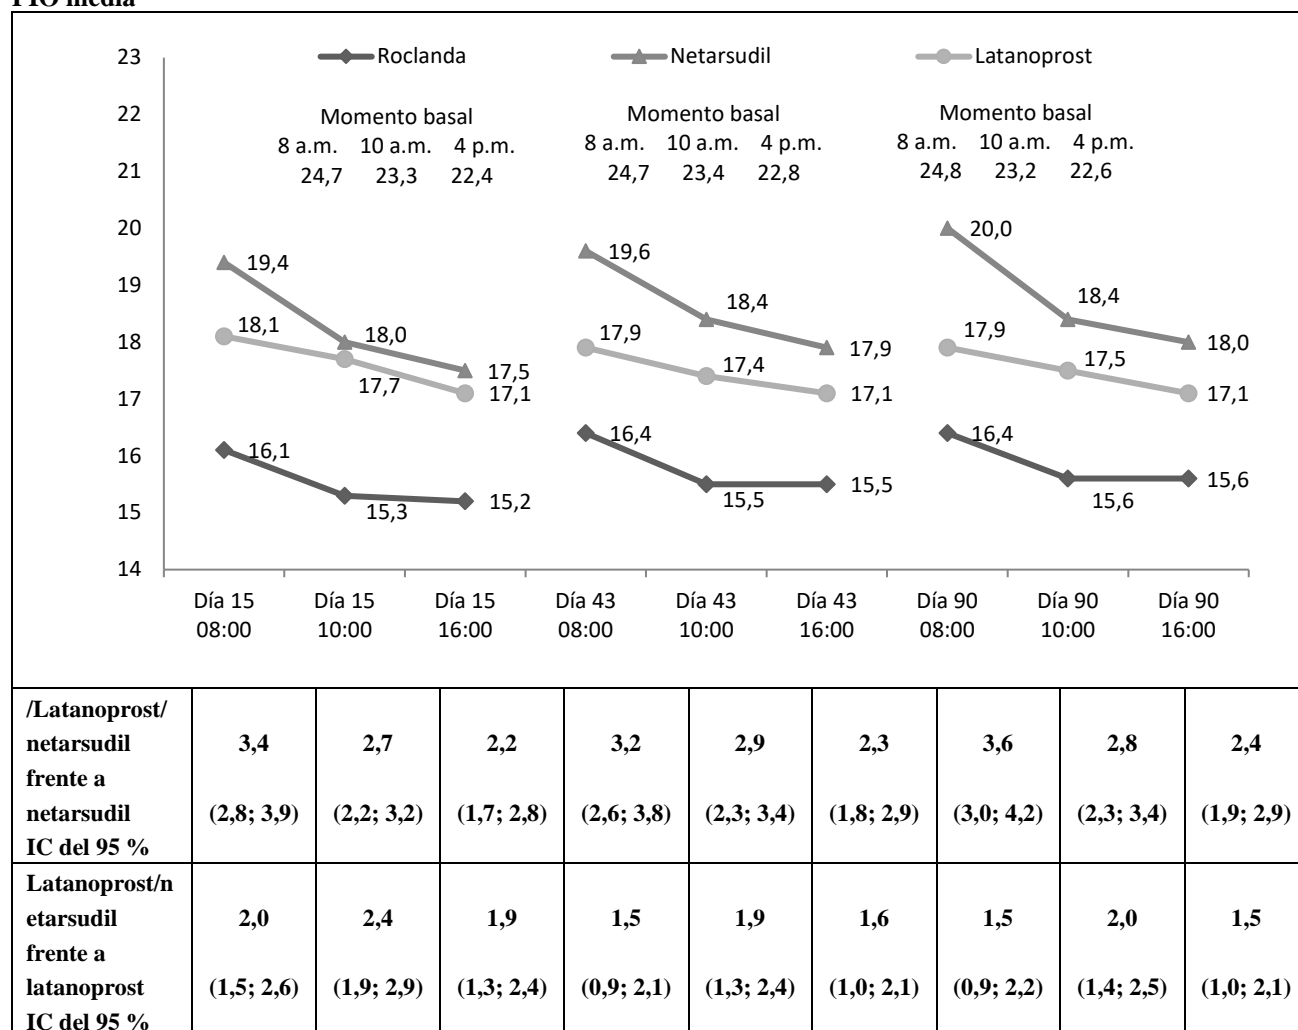 PIO media
23
Roclanda Netarsudil Latanoprost
22
Momento basal Momento basal Momento basal
8 a.m. 10 a.m. 4 p.m. 8 a.m. 10 a.m. 4 p.m. 8 a.m. 10 a.m. 4 p.m.
21
24,7 23,3 22,4 24,7 23,4 22,8 24,8 23,2 22,6
20
19,4 19,6 20,0
19
18,1 18,0 17,9 18,4 17,9 18,4
18
17,7 17,5 17,4 17,9 17,5 18,0
17,1 17,1 17,1
17
16,1 16,4 16,4
16
15,3 15,2 15,5 15,5 15,6 15,6
15
14
Día 15 Día 15 Día 15 Día 43 Día 43 Día 43 Día 90 Día 90 Día 90
08:00 10:00 16:00 08:00 10:00 16:00 08:00 10:00 16:00
/Latanoprost/
netarsudil 3,4 2,7 2,2 3,2 2,9 2,3 3,6 2,8 2,4
frente a
netarsudil (2,8; 3,9) (2,2; 3,2) (1,7; 2,8) (2,6; 3,8) (2,3; 3,4) (1,8; 2,9) (3,0; 4,2) (2,3; 3,4) (1,9; 2,9)
IC del 95 %
Latanoprost/n
etarsudil 2,0 2,4 1,9 1,5 1,9 1,6 1,5 2,0 1,5
frente a
latanoprost (1,5; 2,6) (1,9; 2,9) (1,3; 2,4) (0,9; 2,1) (1,3; 2,4) (1,0; 2,1) (0,9; 2,2) (1,4; 2,5) (1,0; 2,1)
IC del 95 %